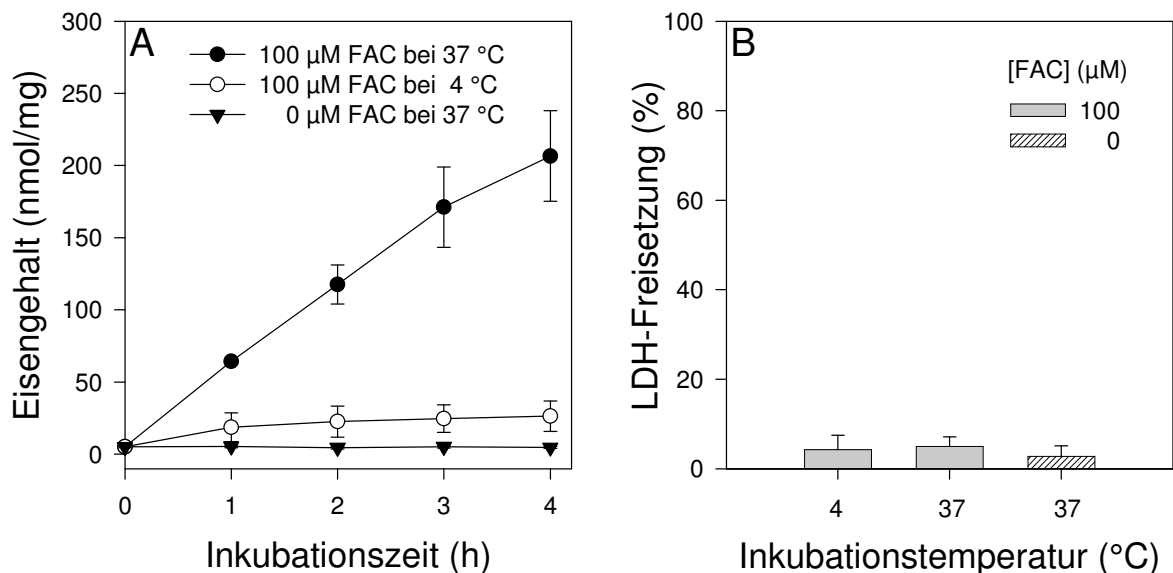 A
100 µM FAC bei 37 °C
100 µM FAC bei 4 °C
0 µM FAC bei 37 °C
Eisengehalt (nmol/mg)
300
250
200
150
100
50
0
0 1 2 3 4
Inkubationszeit (h)
B
[FAC] (µM)
100
0
LDH-Freisetzung (%)
100
80
60
40
20
0
4 37 37
Inkubationstemperatur (°C)